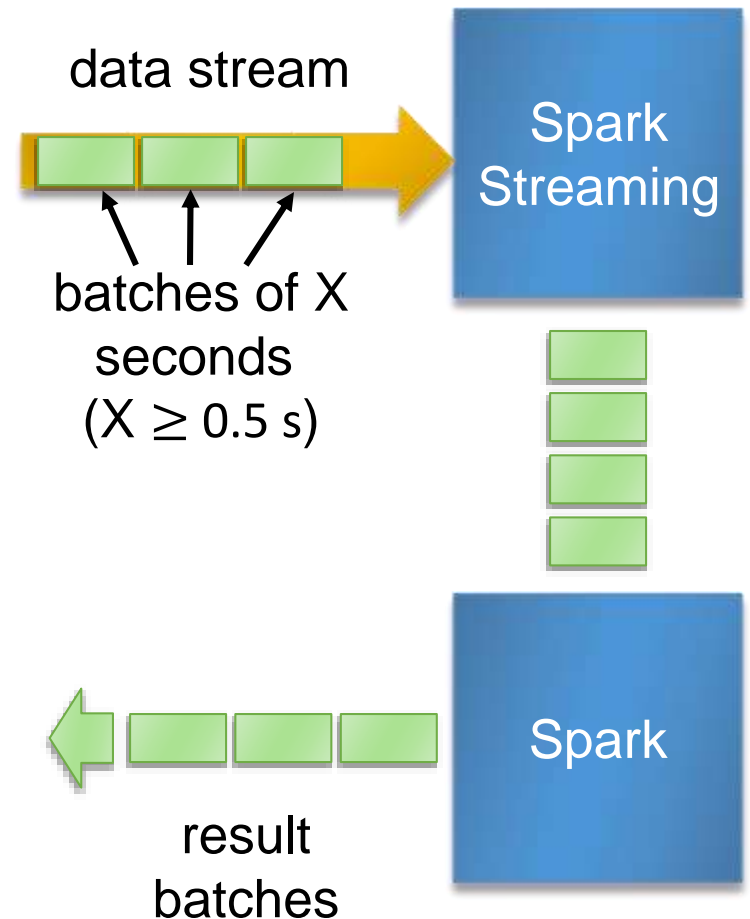 data stream
Spark
Streaming
batches of X
seconds
(X ≥ 0.5 s)
Spark
result
batches